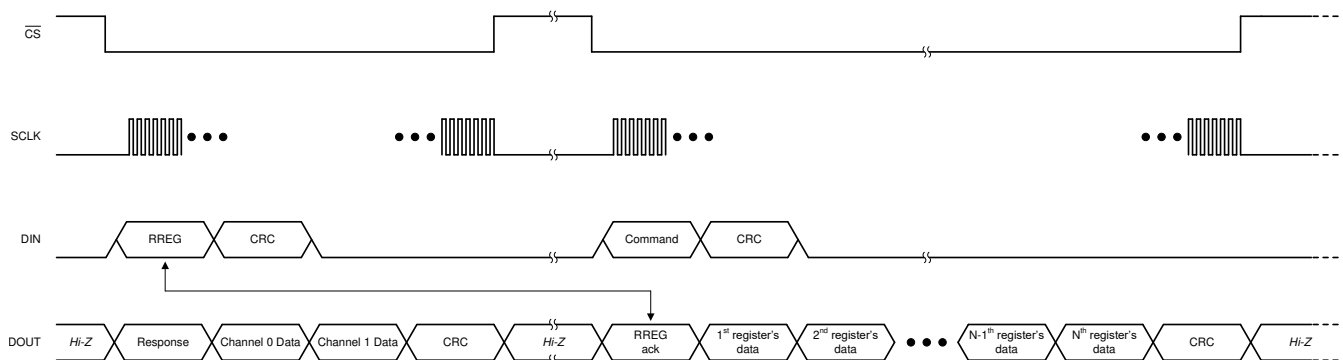 CS
SCLK
DIN
RREG
CRC
Command
CRC
DOUT
Hi-Z
Response
Channel 0 Data
Channel 1 Data
CRC
Hi-Z
RREG
ack
1st register's
data
2nd register's
data
N-1th register's
data
Nth register's
data
CRC
Hi-Z